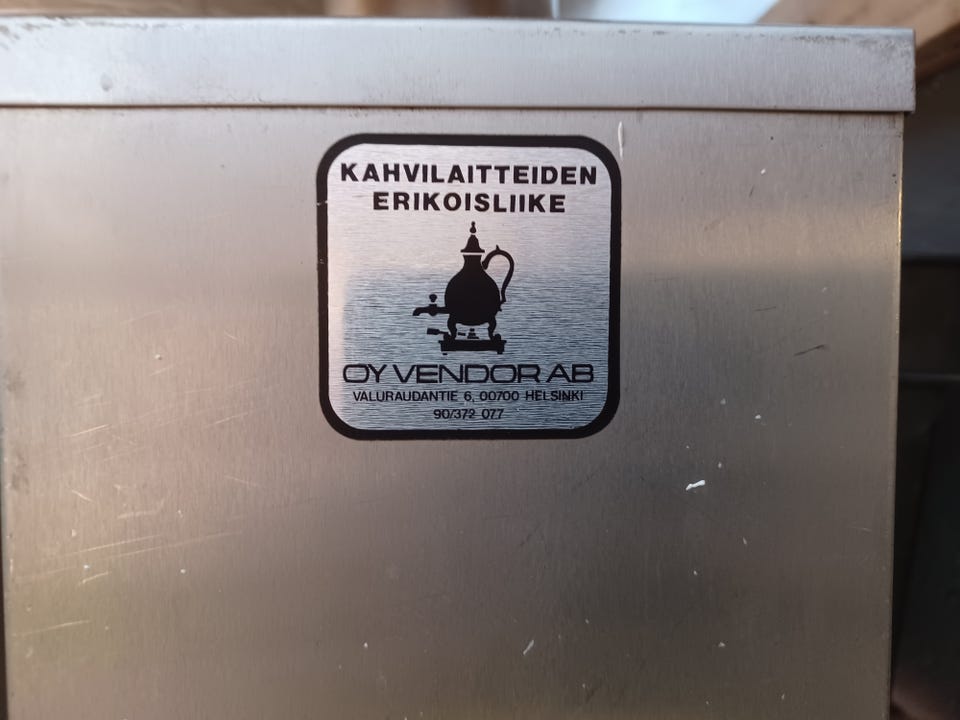 KAHVILAITTEIDEN
ERIKOISLIIKE
OY VENDOR AB
VALURAUDANTIE 6, 00700 HELSINKI
90/372 077